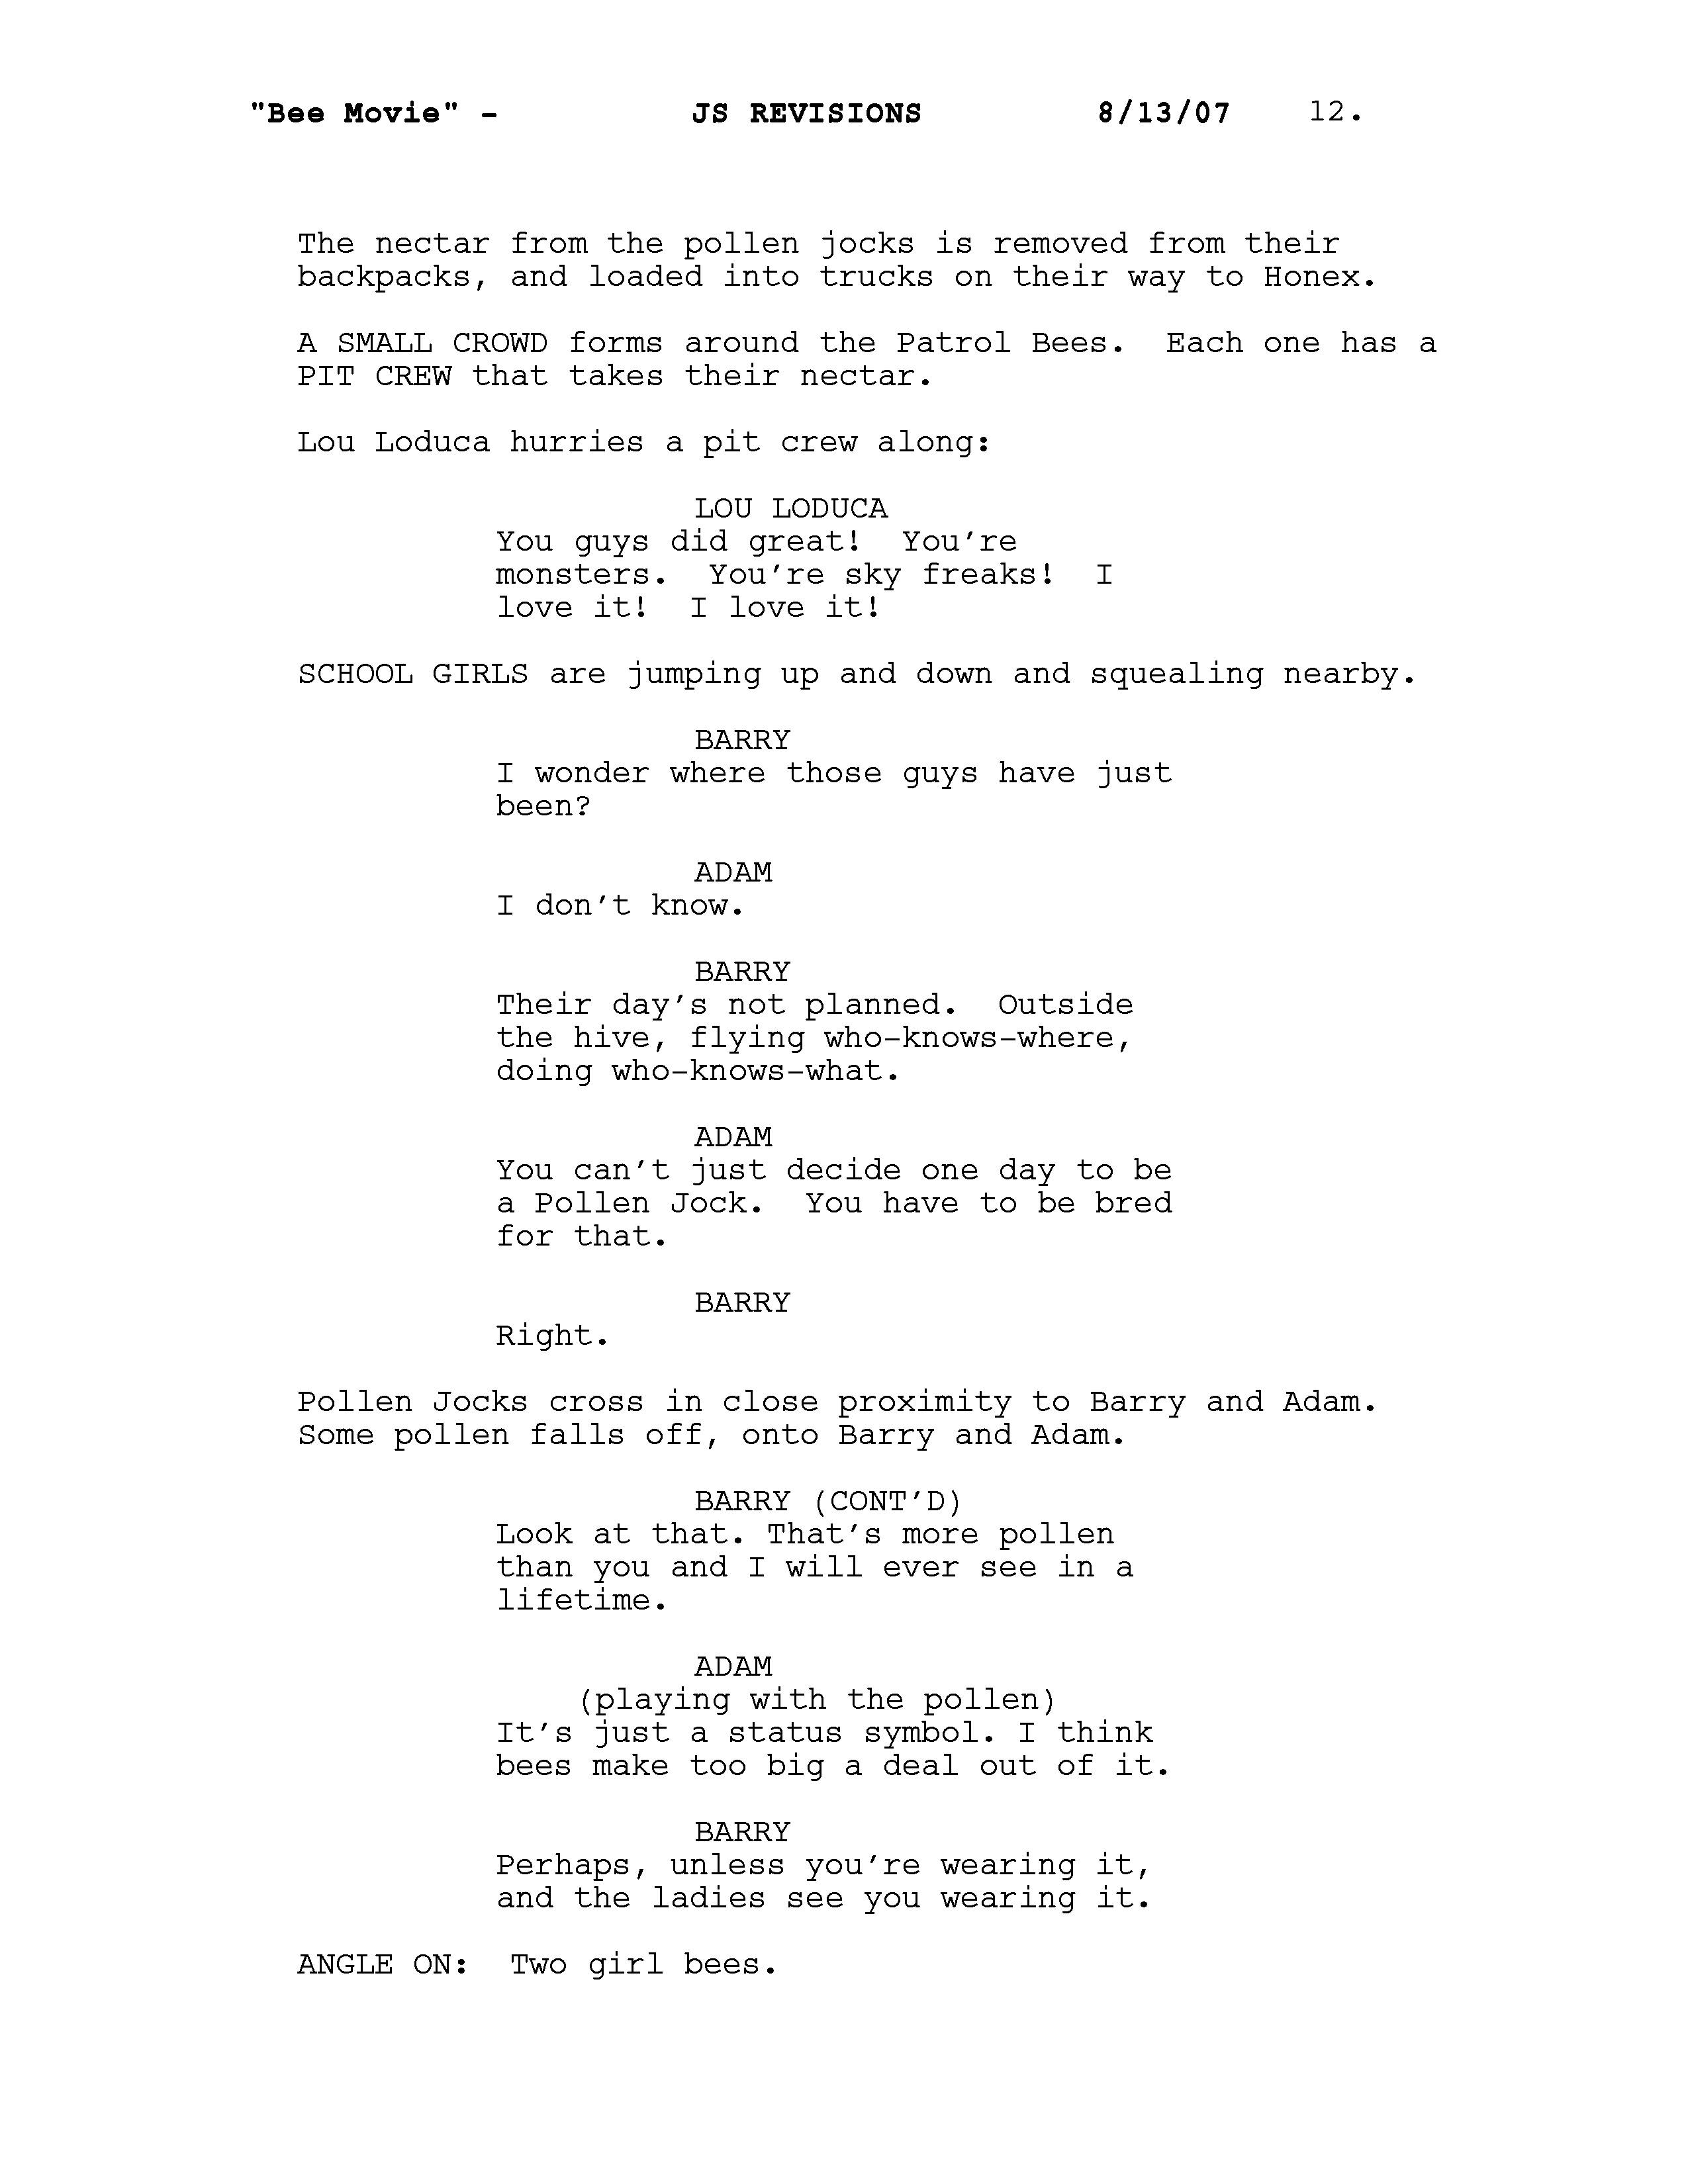 "Bee Movie" - JS REVISIONS 8/13/07 12.
The nectar from the pollen jocks is removed from their
backpacks, and loaded into trucks on their way to Honex.
A SMALL CROWD forms around the Patrol Bees.  Each one has a
PIT CREW that takes their nectar.
Lou Loduca hurries a pit crew along:
LOU LODUCA
You guys did great!  You're
monsters.  You're sky freaks!  I
love it!  I love it!
SCHOOL GIRLS are jumping up and down and squealing nearby.
BARRY
I wonder where those guys have just
been?
ADAM
I don't know.
BARRY
Their day's not planned.  Outside
the hive, flying who-knows-where,
doing who-knows-what.
ADAM
You can't just decide one day to be
a Pollen Jock.  You have to be bred
for that.
BARRY
Right.
Pollen Jocks cross in close proximity to Barry and Adam.
Some pollen falls off, onto Barry and Adam.
BARRY (CONT'D)
Look at that. That's more pollen
than you and I will ever see in a
lifetime.
ADAM
(playing with the pollen)
It's just a status symbol. I think
bees make too big a deal out of it.
BARRY
Perhaps, unless you're wearing it,
and the ladies see you wearing it.
ANGLE ON:  Two girl bees.